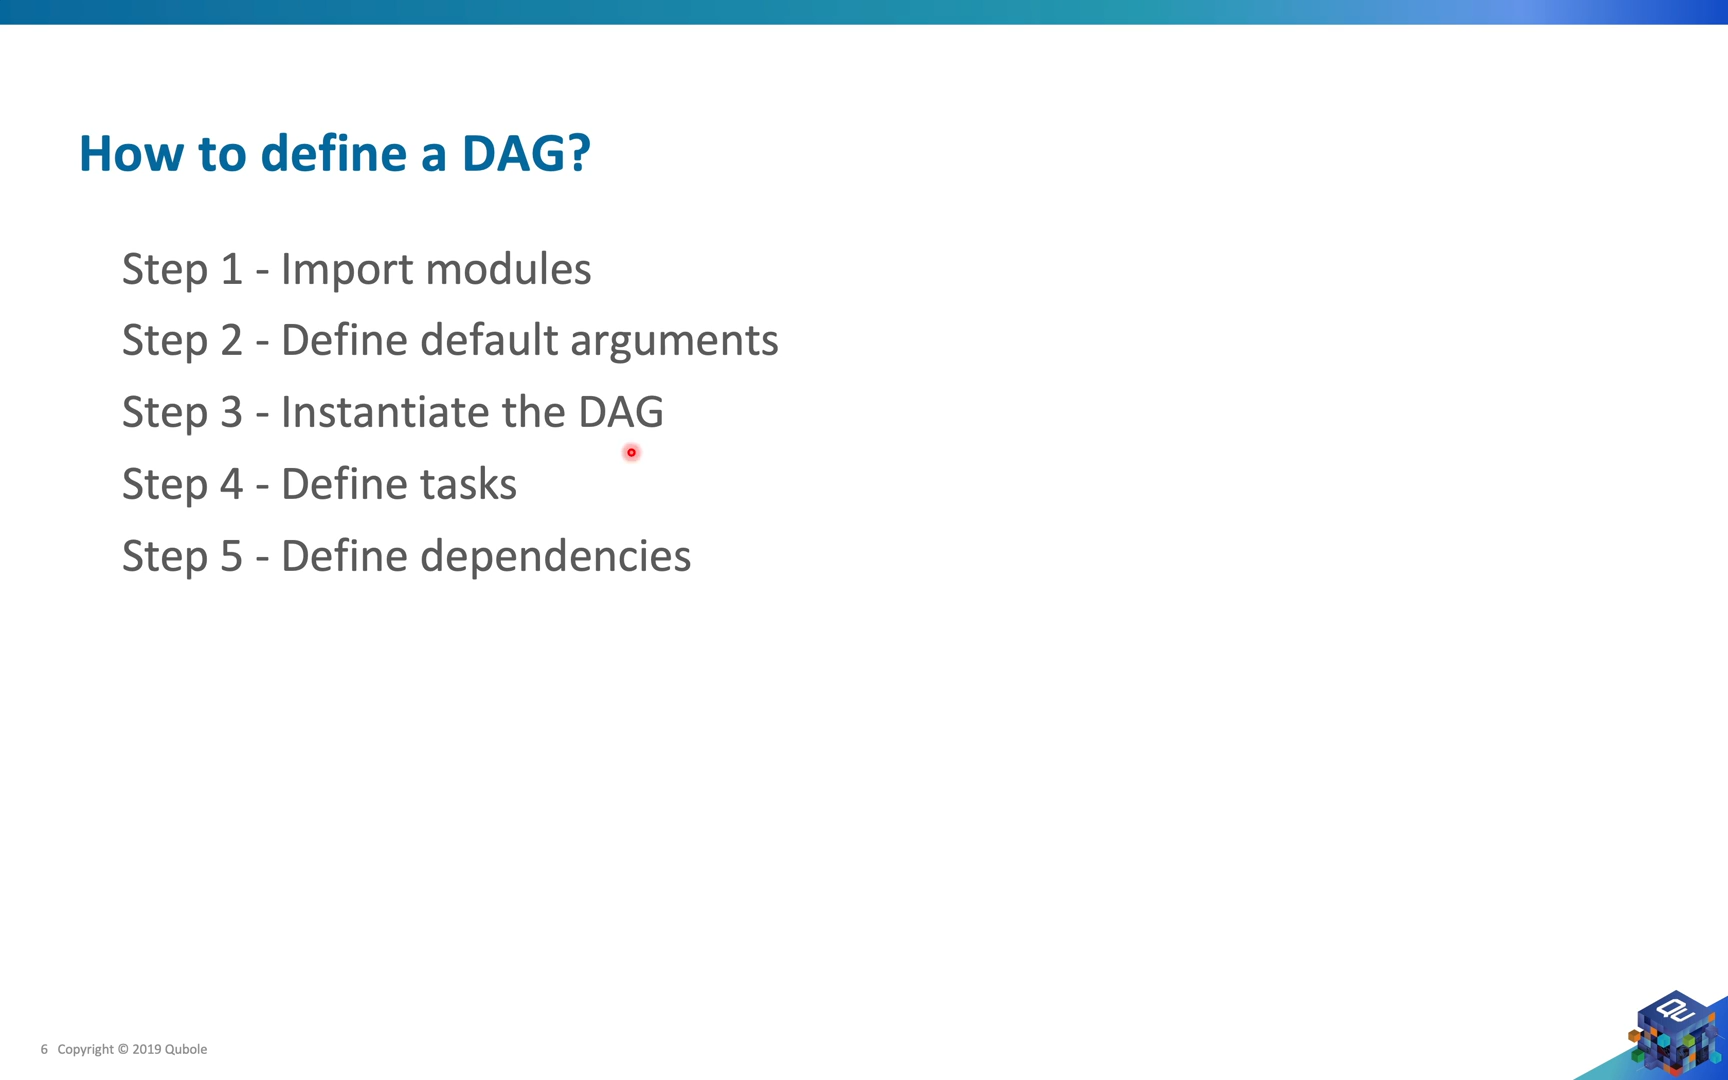 How to define a DAG?
Step 1 - Import modules
Step 2 - Define default arguments
Step 3 - Instantiate the DAG
Step 4 - Define tasks
Step 5 - Define dependencies
6 Copyright © 2019 Qubole
QU